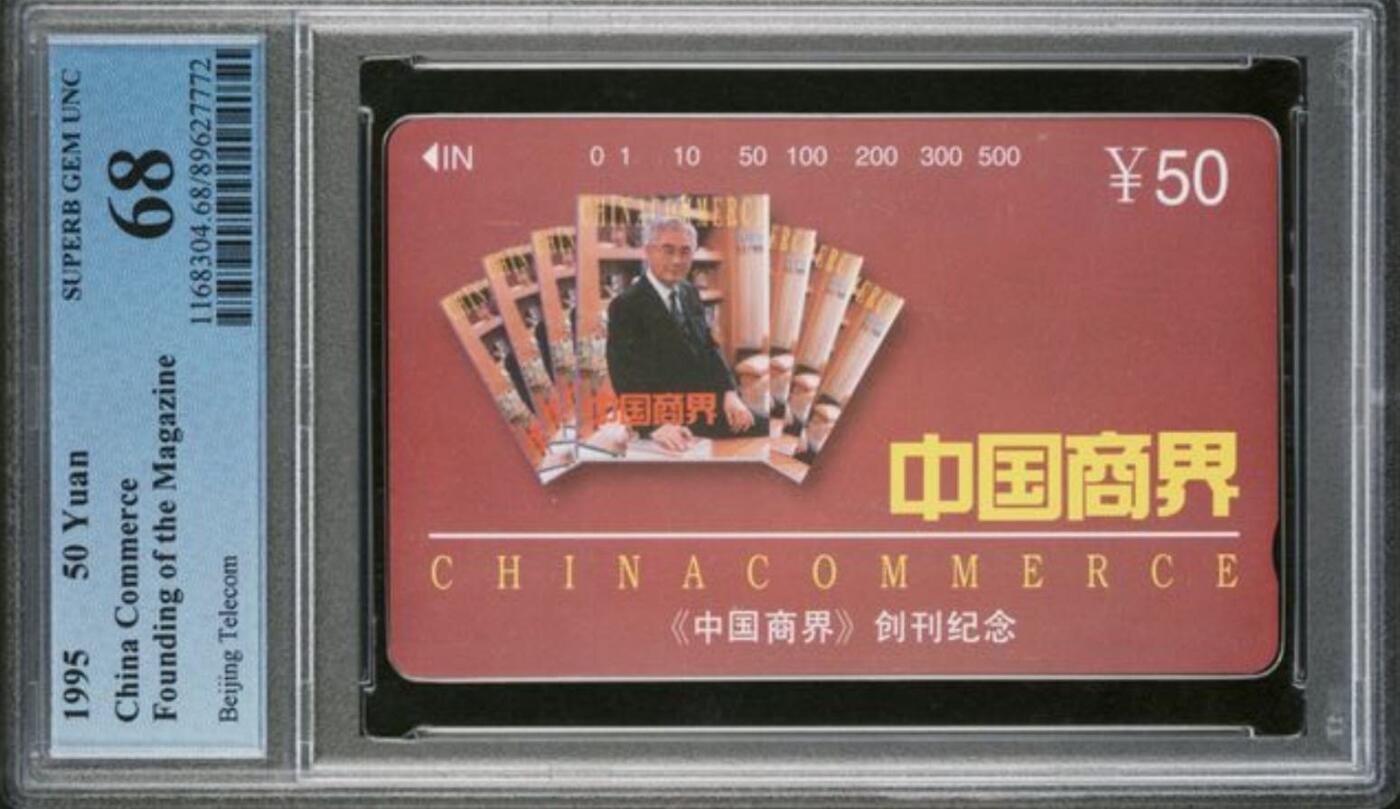 SUPERB GEM UNC
68
1168304.68/89627772
1995 50 Yuan
China Commerce
Founding of the Magazine
Beijing Telecom
IN 0 1 10 50 100 200 300 500
¥50
中国商界
中国商界
CHINACOMMERCE
《中国商界》创刊纪念